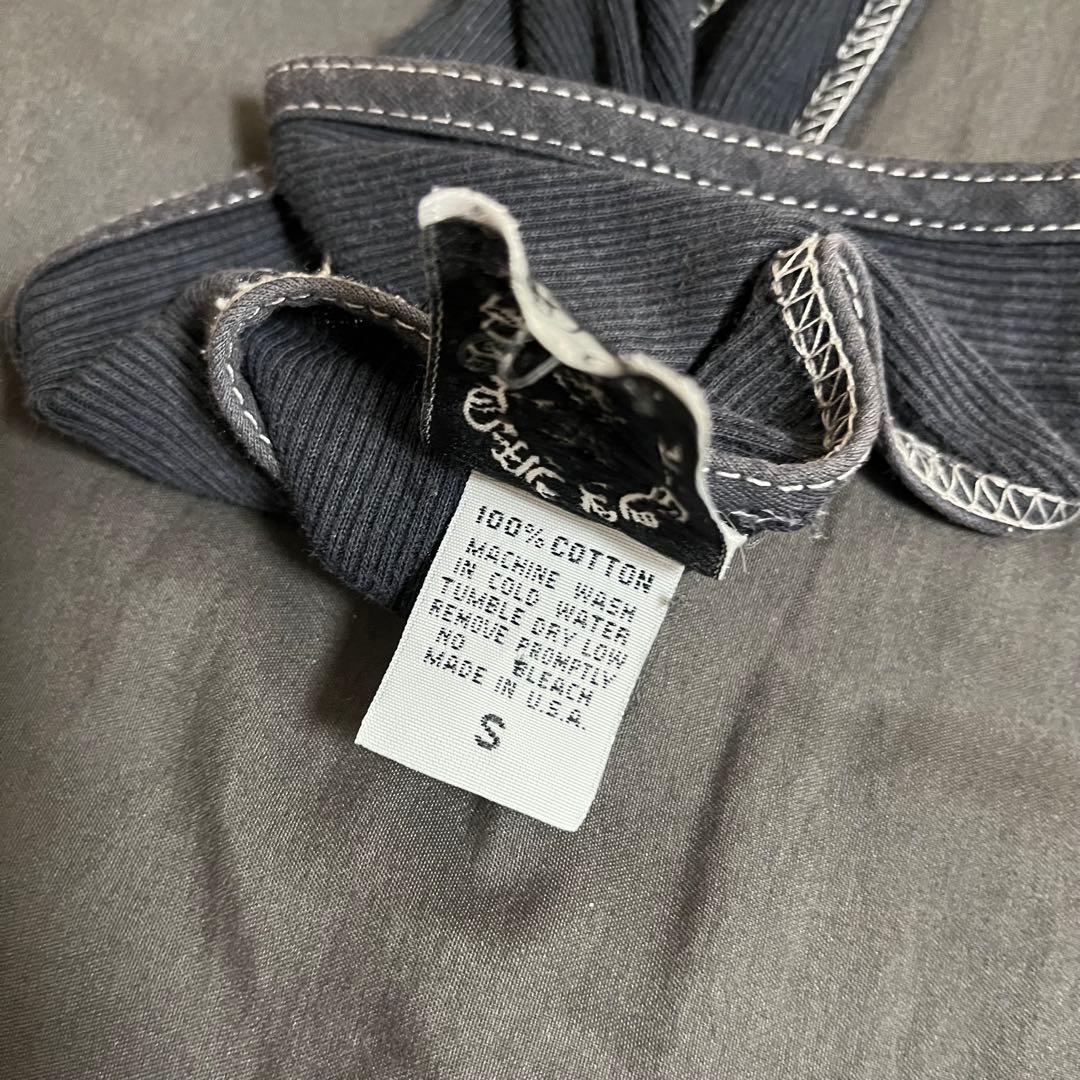 100% COTTON
MACHINE WASH
IN COLD WATER
TUMBLE DRY LOW
REMOVE PROMPTLY
NO BLEACH
MADE IN U.S.A.
S